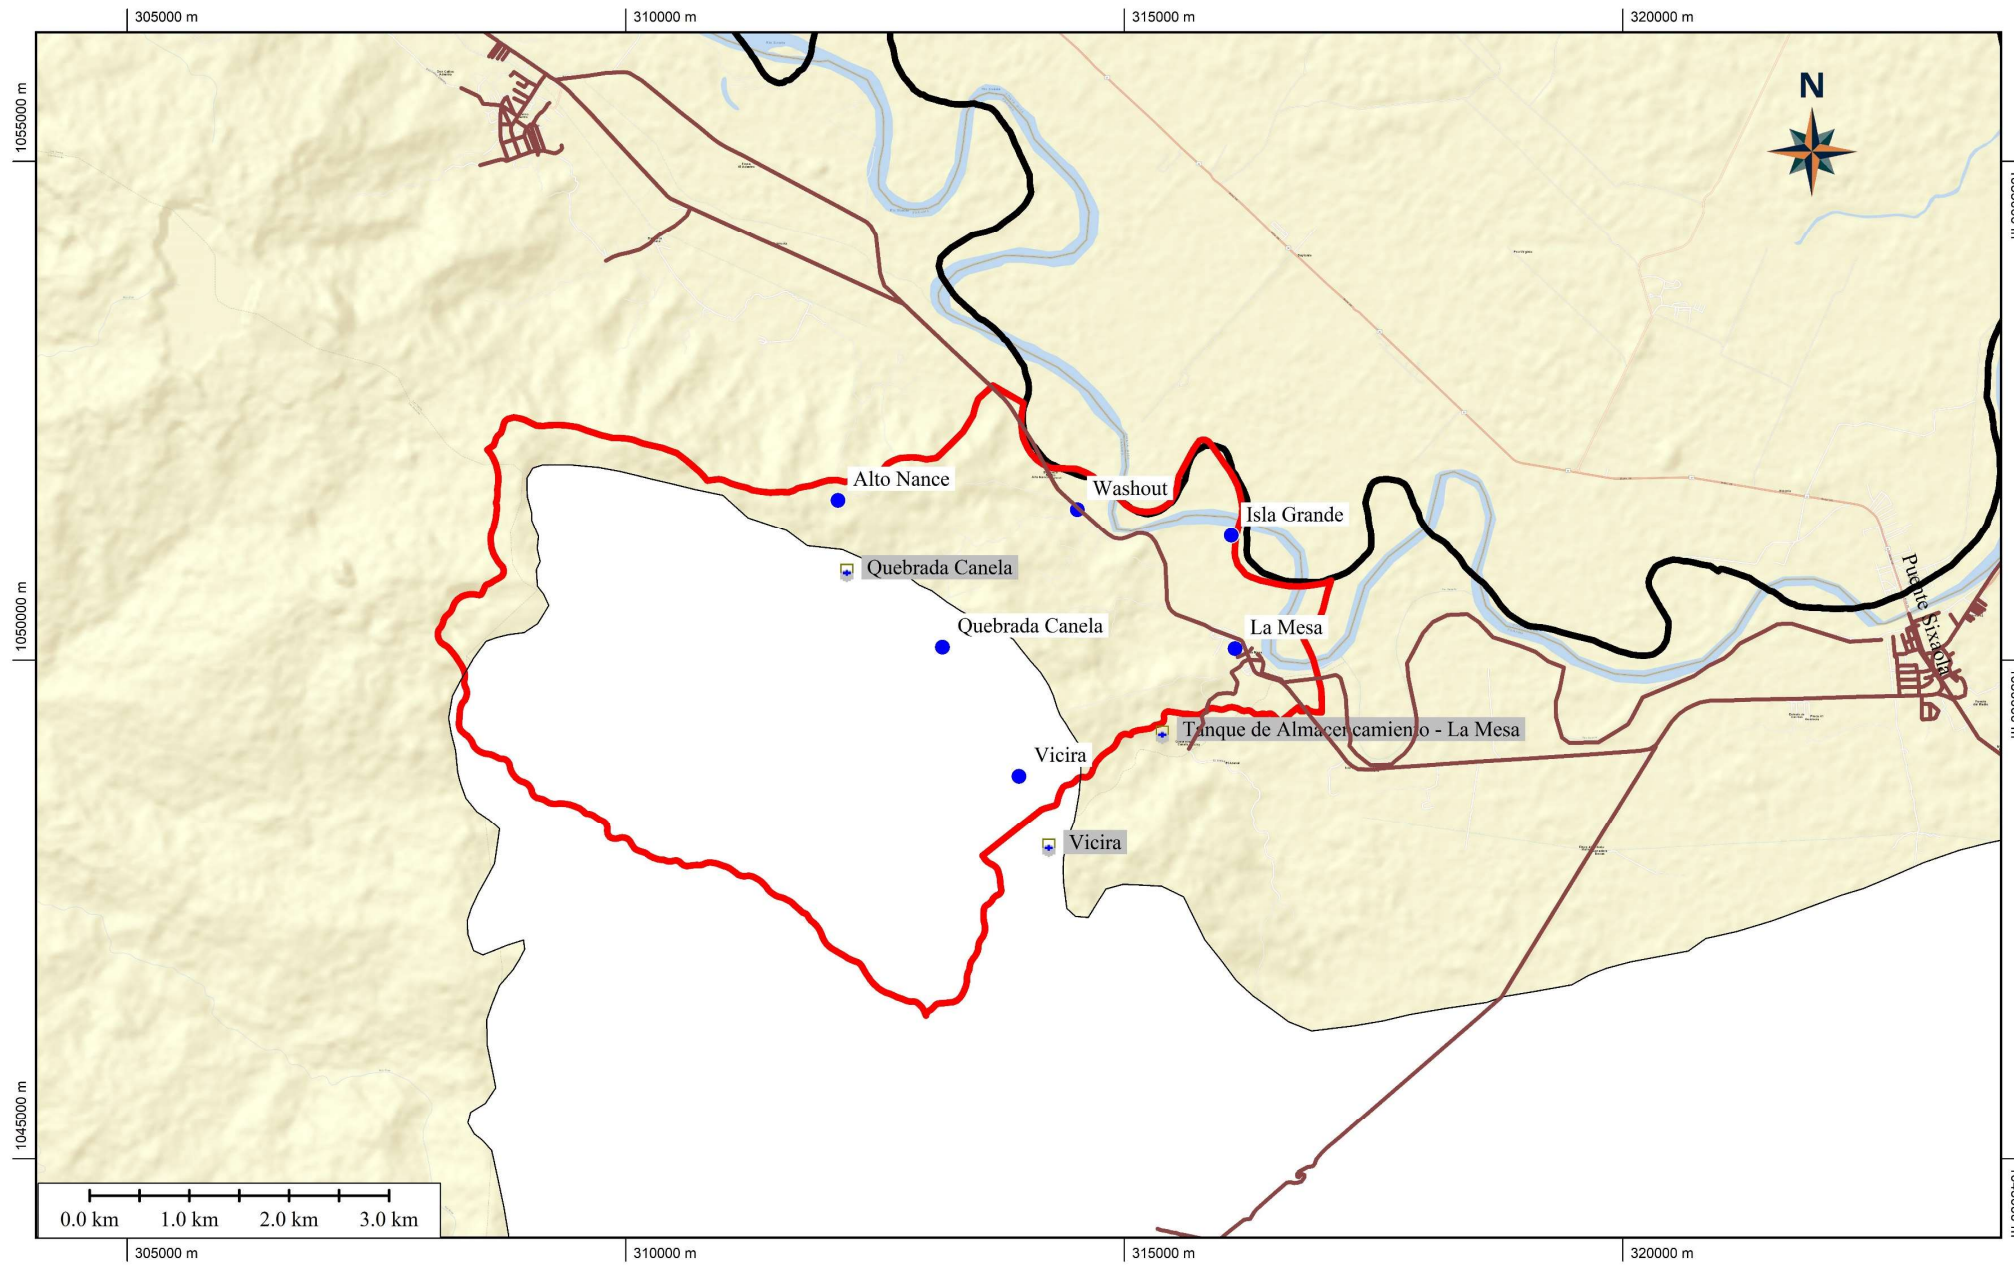 305000 m
310000 m
315000 m
320000 m
1055000 m
N
Alto Nance
Washout
Isla Grande
Puente Sixaola
Quebrada Canela
1050000 m
Quebrada Canela
La Mesa
Tanque de Almacencamiento - La Mesa
Vicira
Vicira
1045000 m
0.0 km 1.0 km 2.0 km 3.0 km
305000 m
310000 m
315000 m
320000 m